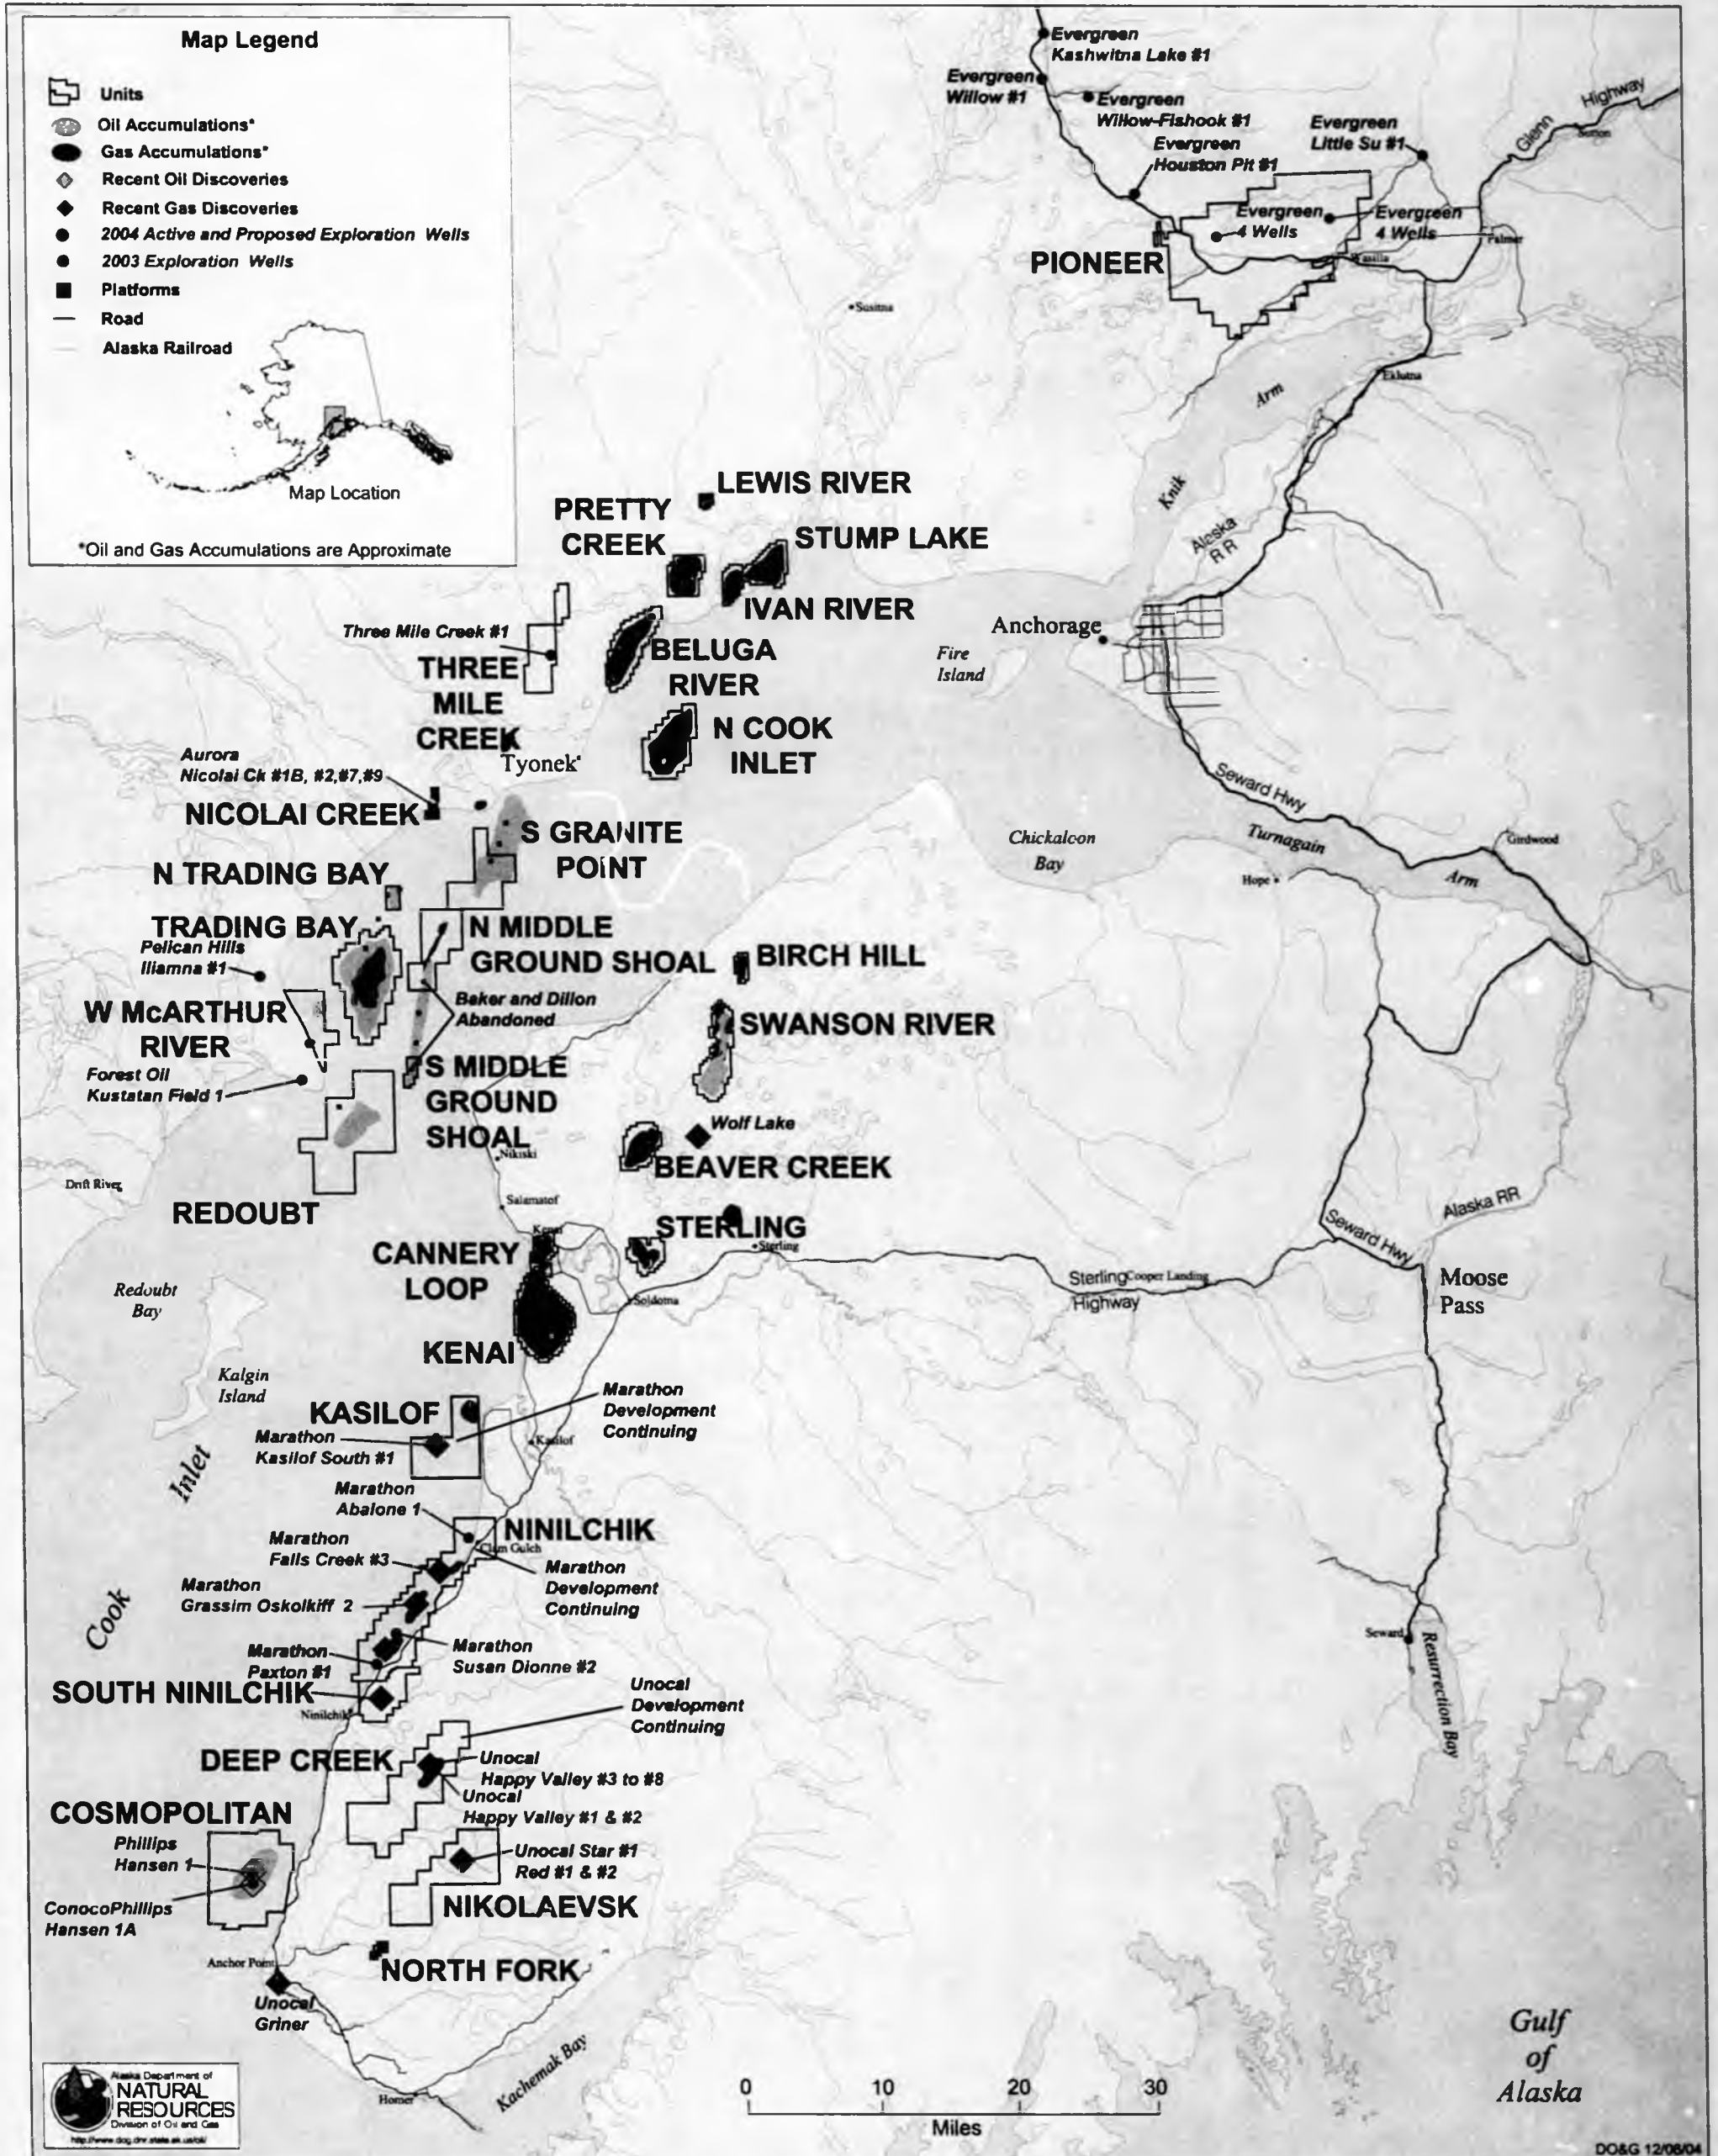 Map Legend
Units
Oil Accumulations*
Gas Accumulations*
Recent Oil Discoveries
Recent Gas Discoveries
2004 Active and Proposed Exploration Wells
2003 Exploration Wells
Platforms
Road
Alaska Railroad
Map Location
*Oil and Gas Accumulations are Approximate
Evergreen
Kashwitna Lake #1
Evergreen
Willow #1
Evergreen
Willow-Fishook #1
Evergreen
Houston Pit #1
Evergreen
Little Su #1
Glenn
Highway
Sutton
Evergreen
4 Wells
Evergreen
4 Wells
Palmer
Wasilla
PIONEER
Susitna
Eklutna
Knik
Arm
Alaska
R R
LEWIS RIVER
PRETTY
CREEK
STUMP LAKE
IVAN RIVER
Three Mile Creek #1
THREE
MILE
CREEK
BELUGA
RIVER
Anchorage
Fire
Island
N COOK
INLET
Tyonek
Aurora
Nicolai Ck #1B, #2,#7,#9
NICOLAI CREEK
S GRANITE
POINT
Seward Hwy
Turnagain
Arm
Girdwood
Chickaloon
Bay
Hope
N TRADING BAY
TRADING BAY
Pelican Hills
Iliamna #1
N MIDDLE
GROUND SHOAL
BIRCH HILL
Baker and Dillon
Abandoned
W McARTHUR
RIVER
SWANSON RIVER
Forest Oil
Kustatan Field 1
S MIDDLE
GROUND
SHOAL
Nikiski
Wolf Lake
BEAVER CREEK
Drift River
REDOUBT
Salamatof
Kenai
STERLING
Sterling
CANNERY
LOOP
Seward Hwy
Alaska RR
Sterling
Highway
Cooper Landing
Moose
Pass
Redoubt
Bay
Soldotna
KENAI
Kalgin
Island
KASILOF
Marathon
Kasilof South #1
Marathon
Development
Continuing
Kasilof
Cook
Inlet
Marathon
Abalone 1
NINILCHIK
Clam Gulch
Marathon
Falls Creek #3
Marathon
Development
Continuing
Marathon
Grassim Oskolkiff 2
Marathon
Paxton #1
Marathon
Susan Dionne #2
SOUTH NINILCHIK
Ninilchik
Seward
Resurrection Bay
Unocal
Development
Continuing
DEEP CREEK
Unocal
Happy Valley #3 to #8
Unocal
Happy Valley #1 & #2
COSMOPOLITAN
Phillips
Hansen 1
ConocoPhillips
Hansen 1A
Unocal Star #1
Red #1 & #2
NIKOLAEVSK
Anchor Point
NORTH FORK
Unocal
Griner
Homer
Kachemak Bay
Gulf
of
Alaska
0 10 20 30
Miles
Alaska Department of
NATURAL
RESOURCES
Division of Oil and Gas
DO&G 12/08/04